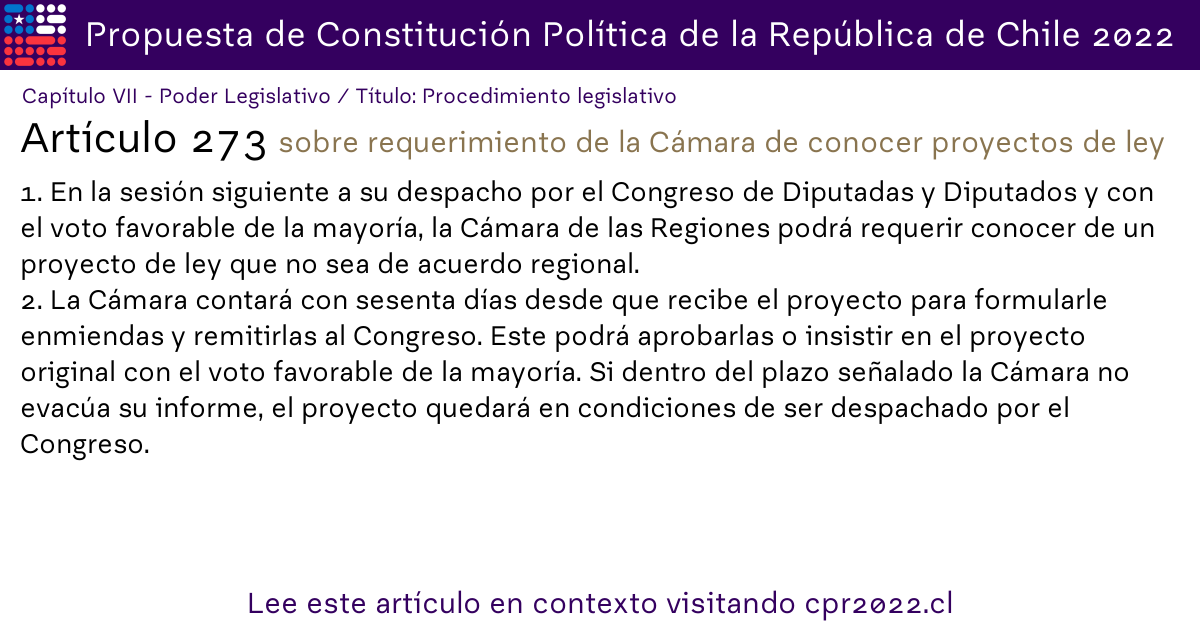 Propuesta de Constitución Política de la República de Chile 2022
Capítulo VII - Poder Legislativo / Título: Procedimiento legislativo
Artículo 273 sobre requerimiento de la Cámara de conocer proyectos de ley
1. En la sesión siguiente a su despacho por el Congreso de Diputadas y Diputados y con
el voto favorable de la mayoría, la Cámara de las Regiones podrá requerir conocer de un
proyecto de ley que no sea de acuerdo regional.
2. La Cámara contará con sesenta días desde que recibe el proyecto para formularle
enmiendas y remitirlas al Congreso. Este podrá aprobarlas o insistir en el proyecto
original con el voto favorable de la mayoría. Si dentro del plazo señalado la Cámara no
evacúa su informe, el proyecto quedará en condiciones de ser despachado por el
Congreso.
Lee este artículo en contexto visitando cpr2022.cl